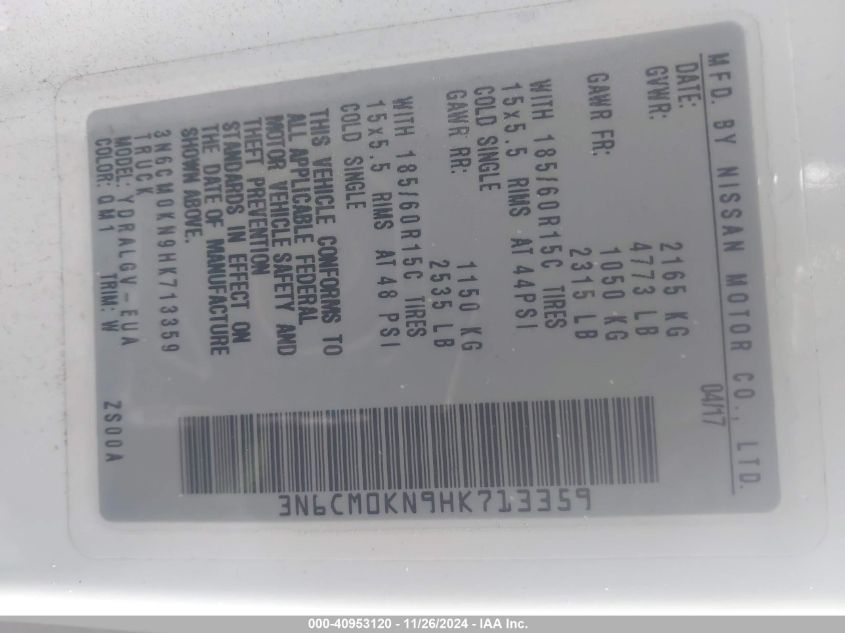 MFD. BY NISSAN MOTOR CO., LTD.
DATE: 04/17
GVWR: 2165 KG
4773 LB
GAWR FR: 1050 KG
2315 LB
WITH 185/60R15C TIRES
15x5.5 RIMS AT 44PSI
COLD SINGLE
GAWR RR: 1150 KG
2535 LB
WITH 185/60R15C TIRES
15x5.5 RIMS AT 48 PSI
COLD SINGLE
THIS VEHICLE CONFORMS TO
ALL APPLICABLE FEDERAL
MOTOR VEHICLE SAFETY AND
THEFT PREVENTION
STANDARDS IN EFFECT ON
THE DATE OF MANUFACTURE
SHOWN ABOVE.
3N6CM0KN9HK713359
TRUCK
MODEL: YDRALGV-EUA
COLOR: QM1 TRIM: W ZS00A
3N6CM0KN9HK713359
000-40953120 - 11/26/2024 - IAA Inc.